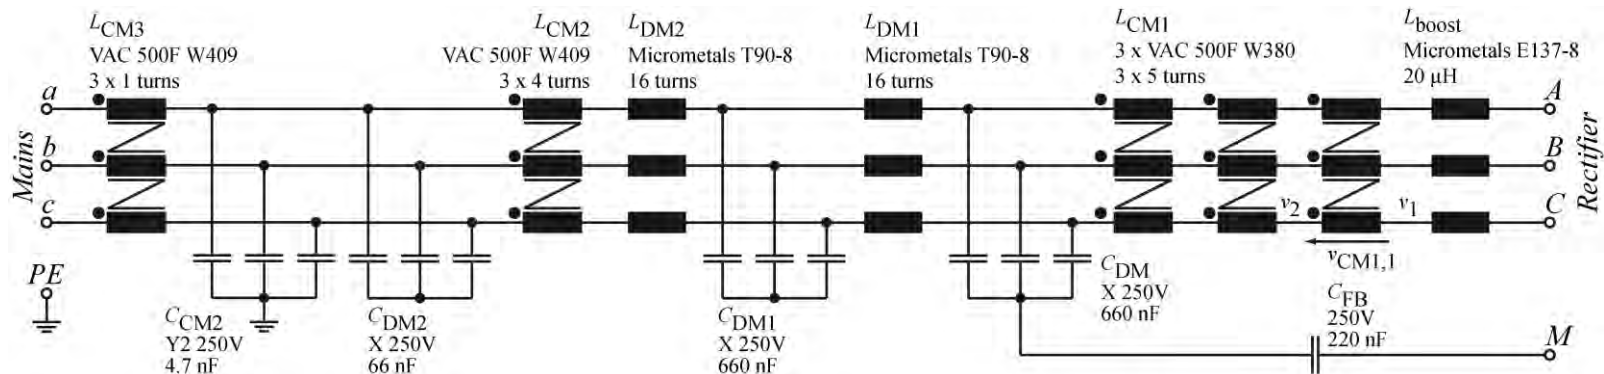 LCM3
VAC 500F W409
3 x 1 turns
LCM2
VAC 500F W409
3 x 4 turns
LDM2
Micrometals T90-8
16 turns
LDM1
Micrometals T90-8
16 turns
LCM1
3 x VAC 500F W380
3 x 5 turns
Lboost
Micrometals E137-8
20 µH
a
b
c
Mains
A
B
C
Rectifier
v2
v1
vCM1,1
PE
CCM2
Y2 250V
4.7 nF
CDM2
X 250V
66 nF
CDM1
X 250V
660 nF
CDM
X 250V
660 nF
CFB
250V
220 nF
M